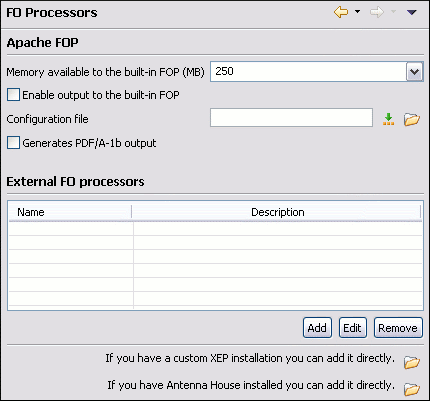 FO Processors
Apache FOP
Memory available to the built-in FOP (MB) 250
Enable output to the built-in FOP
Configuration file
Generates PDF/A-1b output
External FO processors
Name Description
Add Edit Remove
If you have a custom XEP installation you can add it directly.
If you have Antenna House installed you can add it directly.